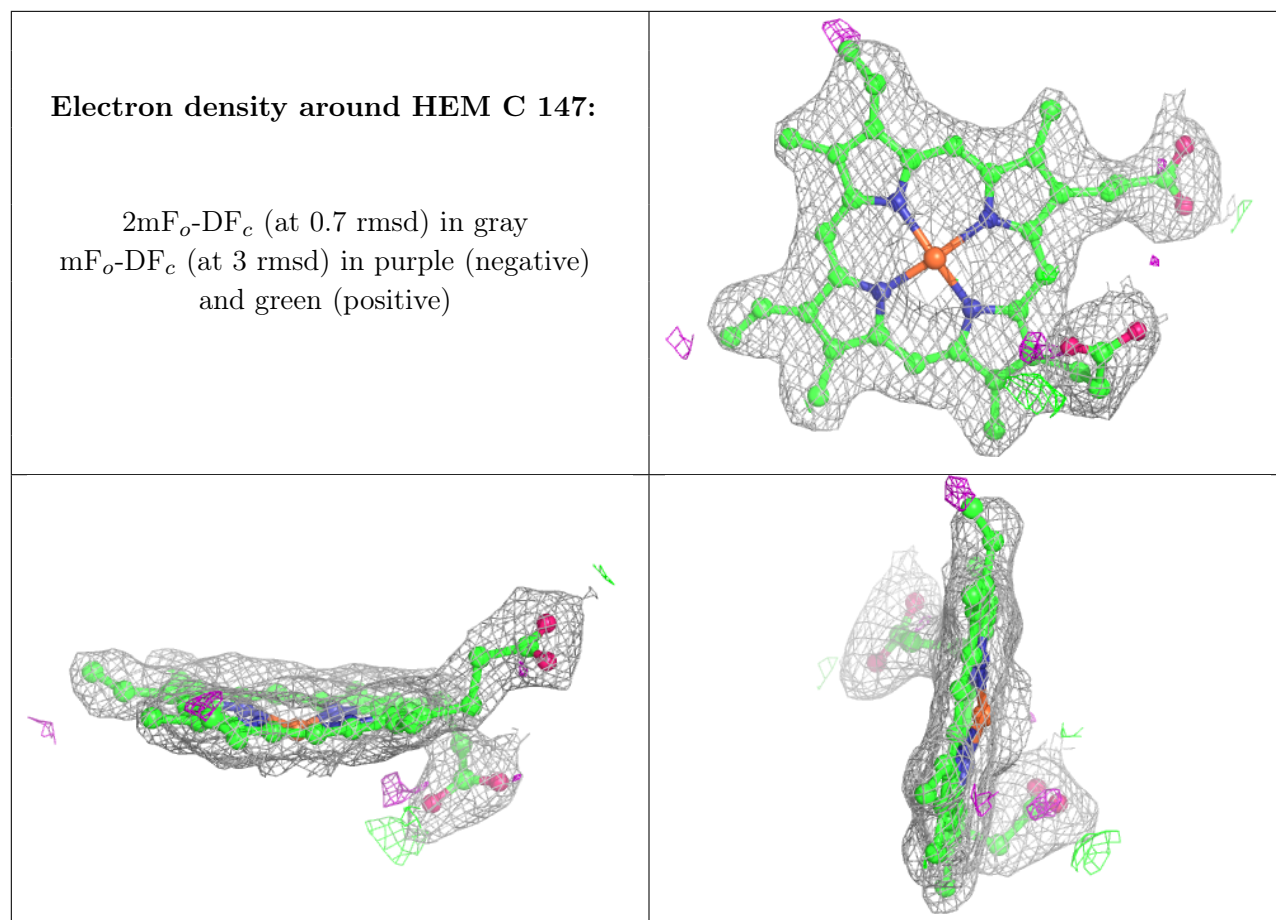 Electron density around HEM C 147:
2mFo-DFc (at 0.7 rmsd) in gray
mFo-DFc (at 3 rmsd) in purple (negative)
and green (positive)